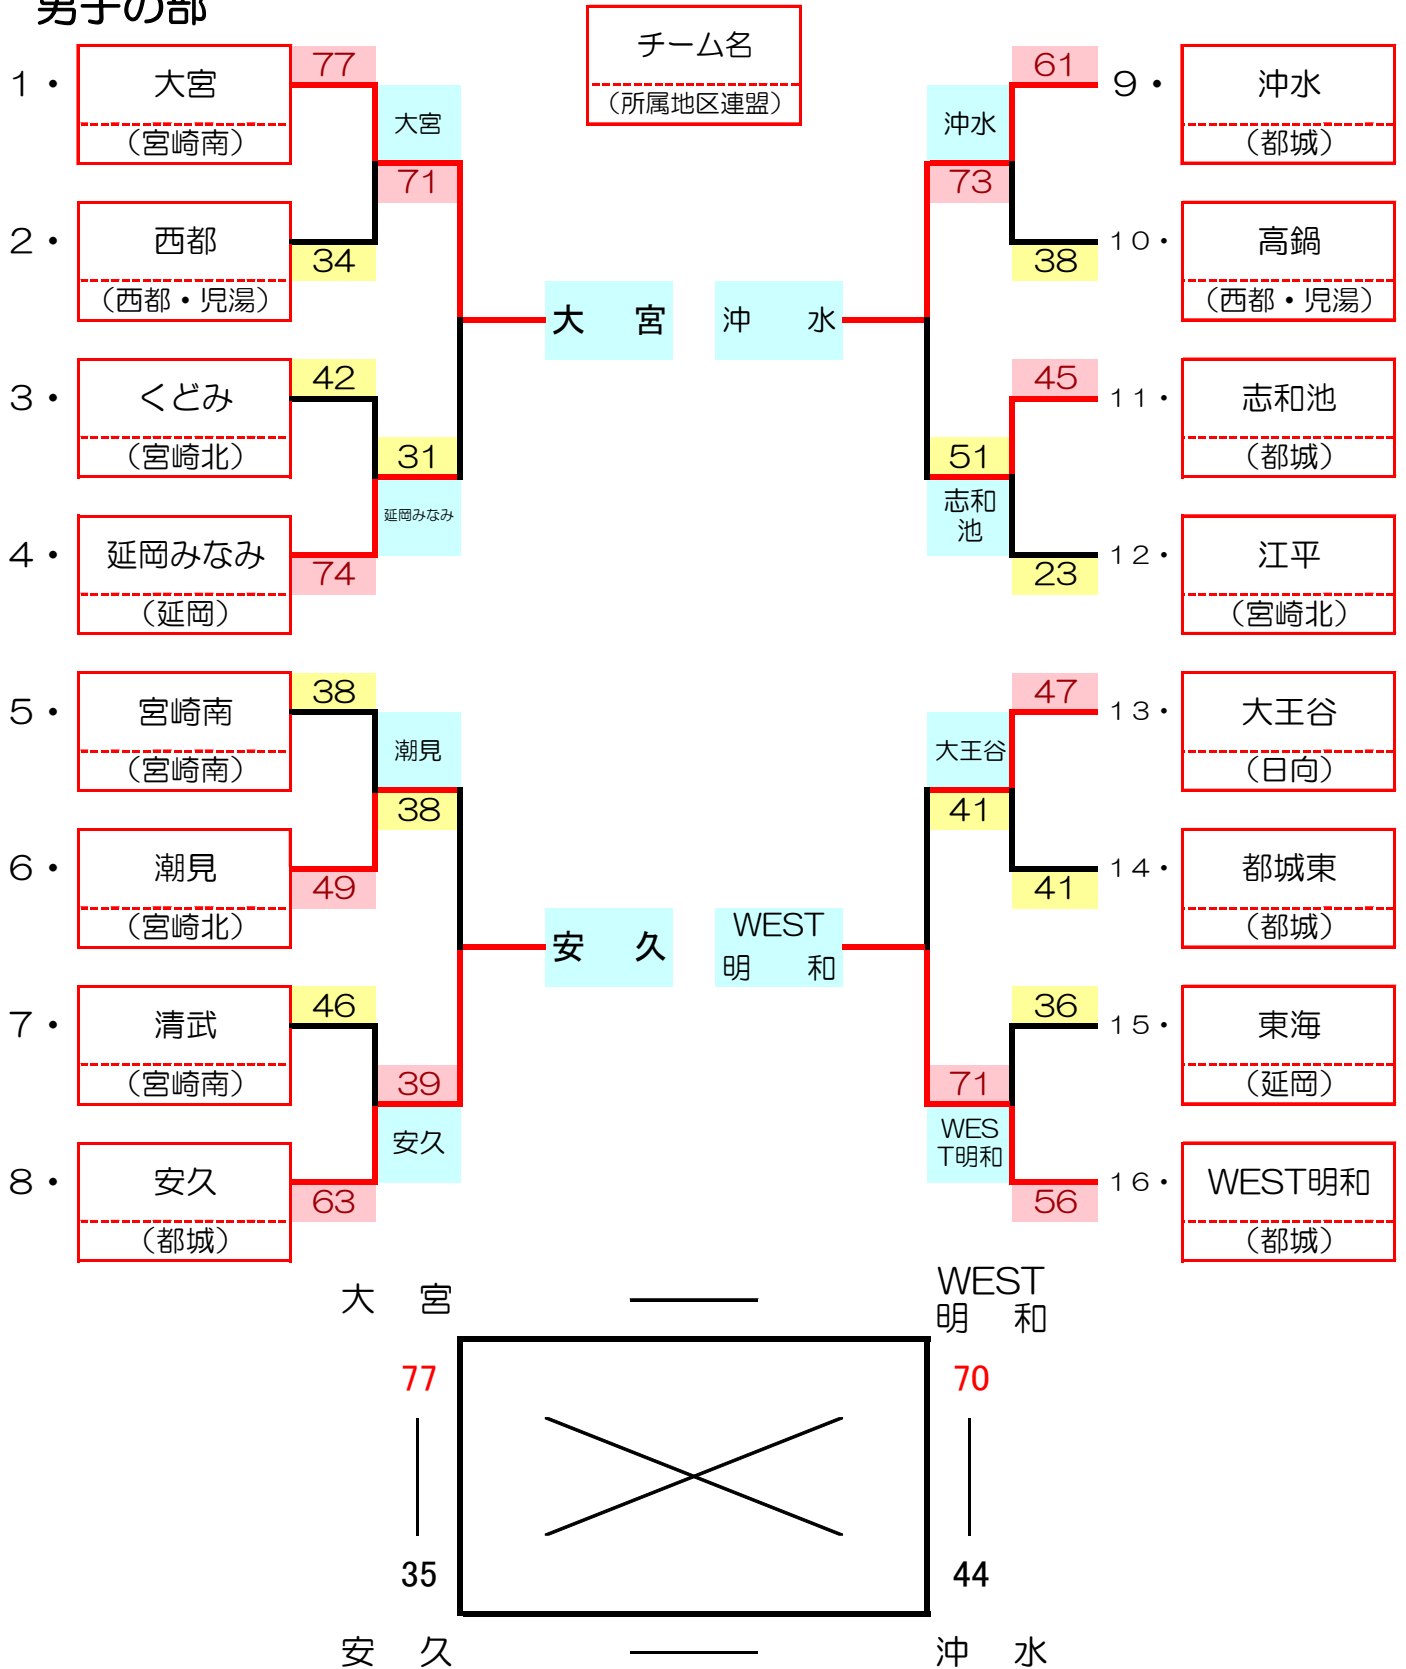 男子の部
チーム名
（所属地区連盟）
1・
大宮
（宮崎南）
77
大宮
71
2・
西都
（西都・児湯）
34
大　宮
3・
くどみ
（宮崎北）
42
31
延岡みなみ
4・
延岡みなみ
（延岡）
74
5・
宮崎南
（宮崎南）
38
潮見
38
6・
潮見
（宮崎北）
49
安　久
7・
清武
（宮崎南）
46
39
安久
8・
安久
（都城）
63
61
9・
沖水
（都城）
沖水
73
38
10・
高鍋
（西都・児湯）
沖　水
45
11・
志和池
（都城）
51
志和
池
23
12・
江平
（宮崎北）
47
13・
大王谷
（日向）
大王谷
41
41
14・
都城東
（都城）
WEST
明　和
36
15・
東海
（延岡）
71
WES
T明和
56
16・
WEST明和
（都城）
大　宮
WEST
明　和
77
70
35
44
安　久
沖　水